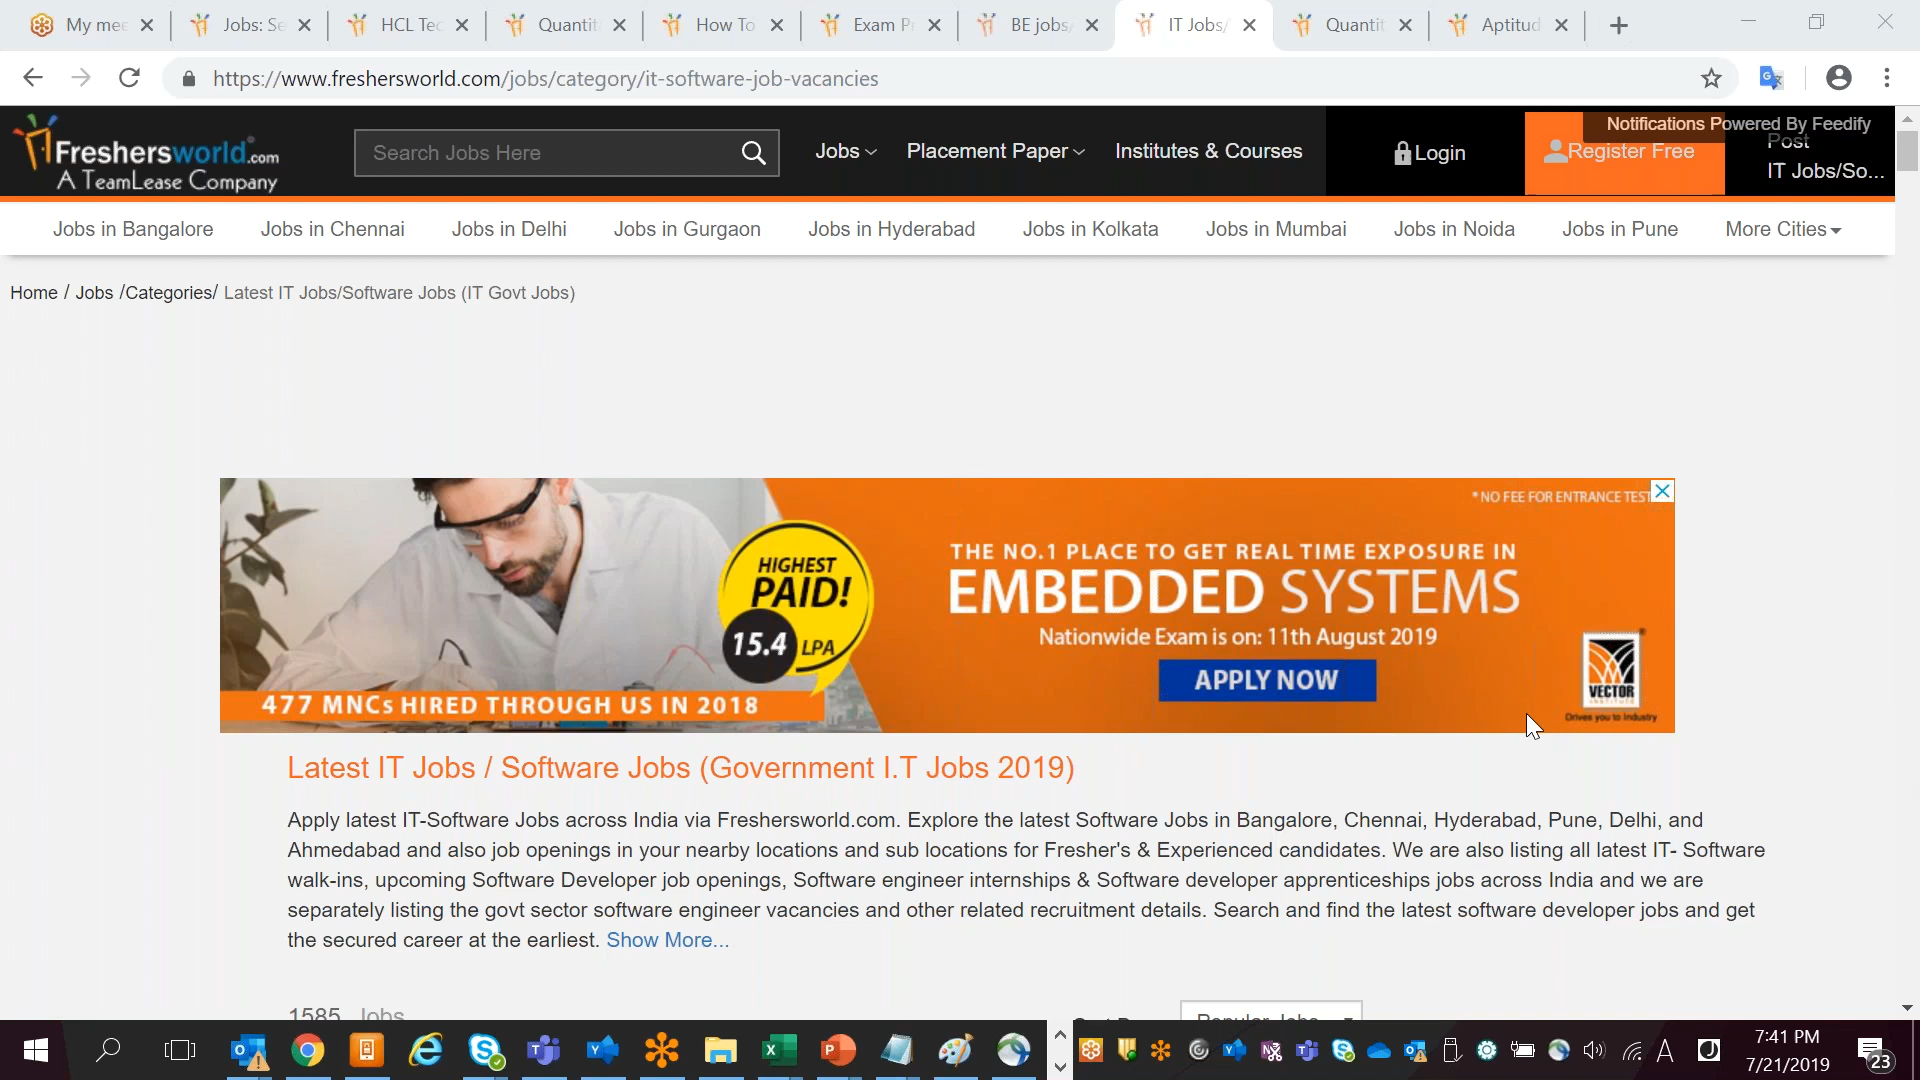 My mee
Jobs: Se
HCL Tec
Quantit
How To
Exam P
BE jobs/
IT Jobs/
Quantit
Aptitud
https://www.freshersworld.com/jobs/category/it-software-job-vacancies
Freshersworld.com
A TeamLease Company
Search Jobs Here
Jobs
Placement Paper
Institutes & Courses
Login
Register Free
Notifications Powered By Feedify
Post
IT Jobs/So...
Jobs in Bangalore
Jobs in Chennai
Jobs in Delhi
Jobs in Gurgaon
Jobs in Hyderabad
Jobs in Kolkata
Jobs in Mumbai
Jobs in Noida
Jobs in Pune
More Cities
Home / Jobs /Categories/ Latest IT Jobs/Software Jobs (IT Govt Jobs)
*NO FEE FOR ENTRANCE TEST
HIGHEST
PAID!
15.4 LPA
477 MNCs HIRED THROUGH US IN 2018
THE NO.1 PLACE TO GET REAL TIME EXPOSURE IN
EMBEDDED SYSTEMS
Nationwide Exam is on: 11th August 2019
APPLY NOW
VECTOR
INSTITUTE
Drives you to Industry
Latest IT Jobs / Software Jobs (Government I.T Jobs 2019)
Apply latest IT-Software Jobs across India via Freshersworld.com. Explore the latest Software Jobs in Bangalore, Chennai, Hyderabad, Pune, Delhi, and
Ahmedabad and also job openings in your nearby locations and sub locations for Fresher's & Experienced candidates. We are also listing all latest IT- Software
walk-ins, upcoming Software Developer job openings, Software engineer internships & Software developer apprenticeships jobs across India and we are
separately listing the govt sector software engineer vacancies and other related recruitment details. Search and find the latest software developer jobs and get
the secured career at the earliest. Show More...
1585 Jobs
Popular Jobs
7:41 PM
7/21/2019
23